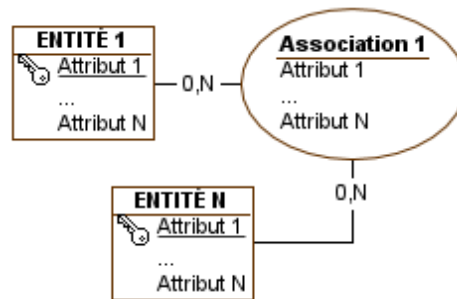 ENTITÉ 1
Attribut 1
...
Attribut N
0,N
Association 1
Attribut 1
...
Attribut N
0,N
ENTITÉ N
Attribut 1
...
Attribut N